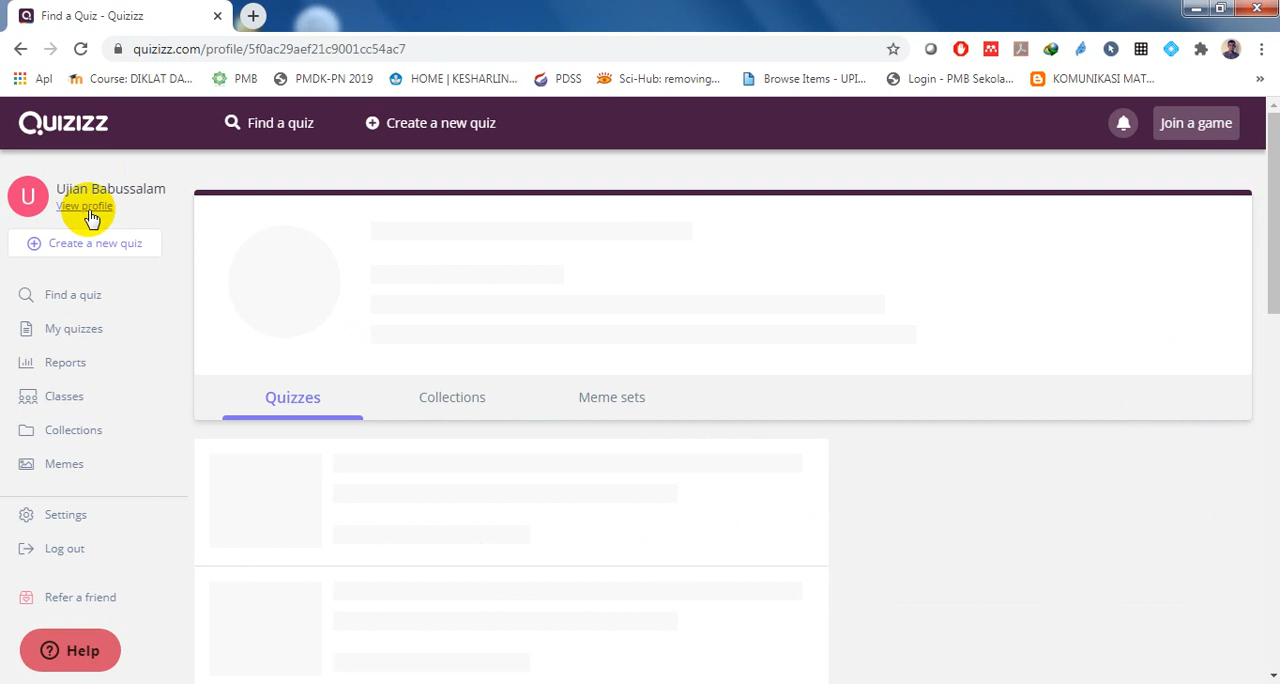 Find a Quiz - Quizizz
quizizz.com/profile/5f0ac29aef21c9001cc54ac7
Apl
Course: DIKLAT DA...
PMB
PMDK-PN 2019
HOME | KESHARLIN...
PDSS
Sci-Hub: removing...
Browse Items - UPI...
Login - PMB Sekola...
KOMUNIKASI MAT...
»
QUIZIZZ
Find a quiz
Create a new quiz
Join a game
U
Ujian Babussalam
View profile
Create a new quiz
Find a quiz
My quizzes
Reports
Classes
Collections
Memes
Settings
Log out
Refer a friend
Help
Quizzes
Collections
Meme sets